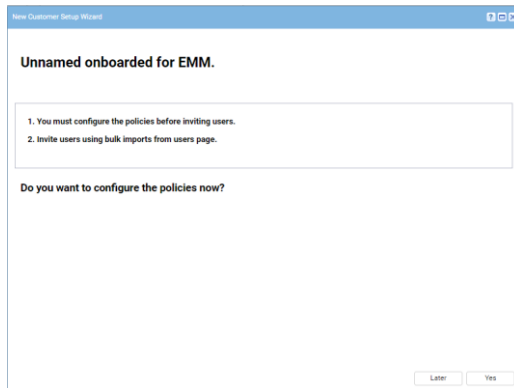 New Customer Setup Wizard
Unnamed onboarded for EMM.
1. You must configure the policies before inviting users.
2. Invite users using bulk imports from users page.
Do you want to configure the policies now?
Later Yes